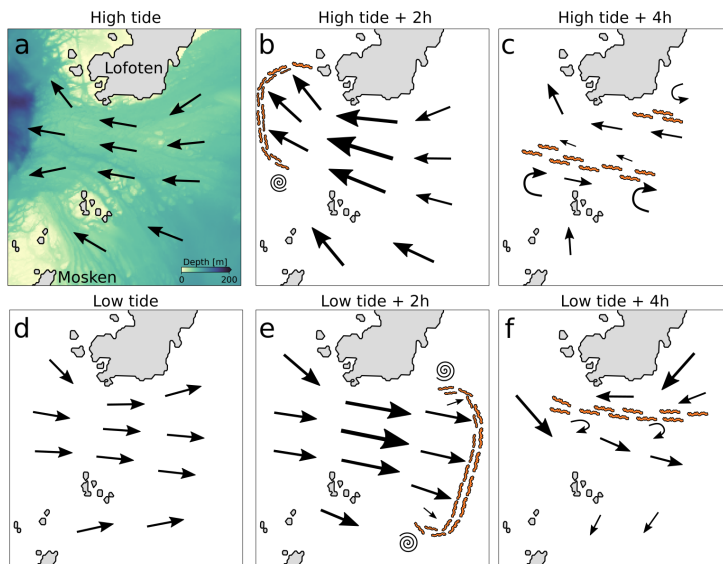 High tide
High tide + 2h
High tide + 4h
a
b
c
Lofoten
Depth [m]
0
200
Mosken
Low tide
Low tide + 2h
Low tide + 4h
d
e
f